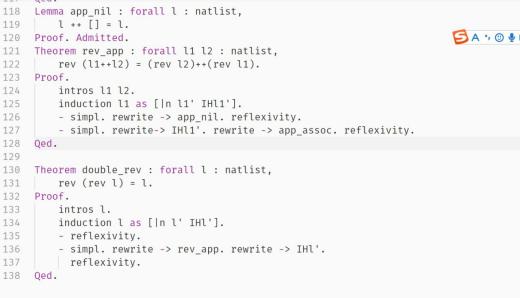 118 Lemma app_nil : forall l : natlist,
119     l ++ [] = l.
120 Proof. Admitted.
121 Theorem rev_app : forall l1 l2 : natlist,
122     rev (l1++l2) = (rev l2)++(rev l1).
123 Proof.
124     intros l1 l2.
125     induction l1 as [|n l1' IHl1'].
126     - simpl. rewrite -> app_nil. reflexivity.
127     - simpl. rewrite-> IHl1'. rewrite -> app_assoc. reflexivity.
128 Qed.
129
130 Theorem double_rev : forall l : natlist,
131     rev (rev l) = l.
132 Proof.
133     intros l.
134     induction l as [|n l' IHl'].
135     - reflexivity.
136     - simpl. rewrite -> rev_app. rewrite -> IHl'.
137       reflexivity.
138 Qed.